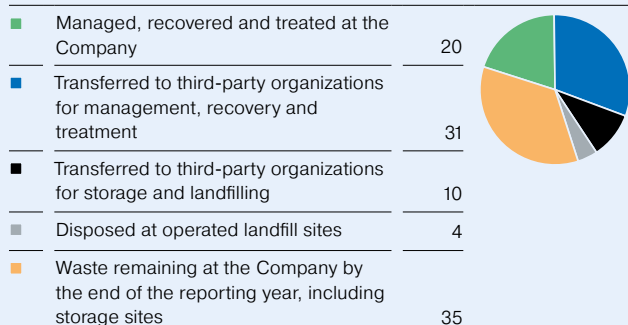 Managed, recovered and treated at the
Company 20
Transferred to third-party organizations
for management, recovery and
treatment 31
Transferred to third-party organizations
for storage and landfilling 10
Disposed at operated landfill sites 4
Waste remaining at the Company by
the end of the reporting year, including
storage sites 35